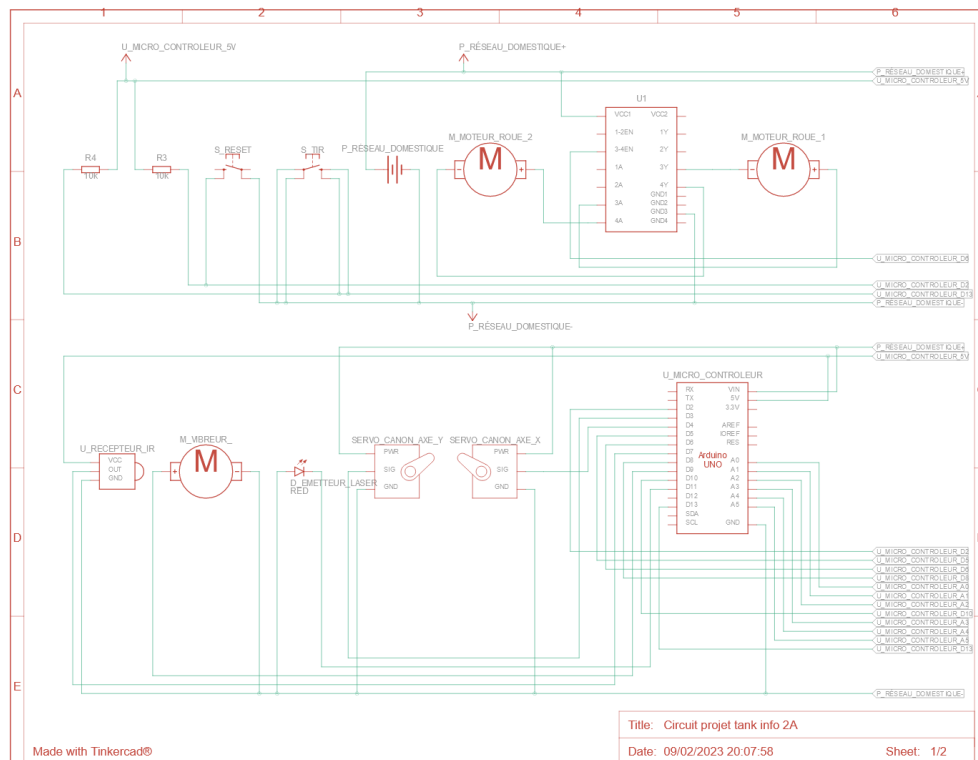 1 2 3 4 5 6
A
B
C
D
E
U_MICRO_CONTROLEUR_5V
P_RÉSEAU_DOMESTIQUE+
P_RÉSEAU_DOMESTIQUE+
U_MICRO_CONTROLEUR_5V
R4
10k
R3
10k
S_RESET
S_TIR
P_RÉSEAU_DOMESTIQUE
M_MOTEUR_ROUE_2
M
- +
U1
VCC1 VCC2
1-2EN 1Y
3-4EN 2Y
1A 3Y
2A 4Y
GND1
3A GND2
GND3
4A GND4
M_MOTEUR_ROUE_1
M
- +
U_MICRO_CONTROLEUR_D2
U_MICRO_CONTROLEUR_D13
P_RÉSEAU_DOMESTIQUE-
P_RÉSEAU_DOMESTIQUE-
P_RÉSEAU_DOMESTIQUE+
U_MICRO_CONTROLEUR_5V
U_RECEPTEUR_IR
VCC
OUT
GND
M_VIBREUR_
M
+ -
D_EMETTEUR_LASER
RED
SERVO_CANON_AXE_Y
PWR
SIG
GND
SERVO_CANON_AXE_X
PWR
SIG
GND
U_MICRO_CONTROLEUR
Arduino
UNO
RX VIN
TX 5V
D2 3.3V
D3
D4 AREF
D5 IOREF
D6 RES
D7
D8 A0
D9 A1
D10 A2
D11 A3
D12 A4
D13 A5
SDA
SCL GND
U_MICRO_CONTROLEUR_D2
U_MICRO_CONTROLEUR_D5
U_MICRO_CONTROLEUR_D6
U_MICRO_CONTROLEUR_D8
U_MICRO_CONTROLEUR_A0
U_MICRO_CONTROLEUR_A1
U_MICRO_CONTROLEUR_A2
U_MICRO_CONTROLEUR_D10
U_MICRO_CONTROLEUR_A3
U_MICRO_CONTROLEUR_A4
U_MICRO_CONTROLEUR_A5
U_MICRO_CONTROLEUR_D13
P_RÉSEAU_DOMESTIQUE-
Title: Circuit projet tank info 2A
Made with Tinkercad®
Date: 09/02/2023 20:07:58 Sheet: 1/2